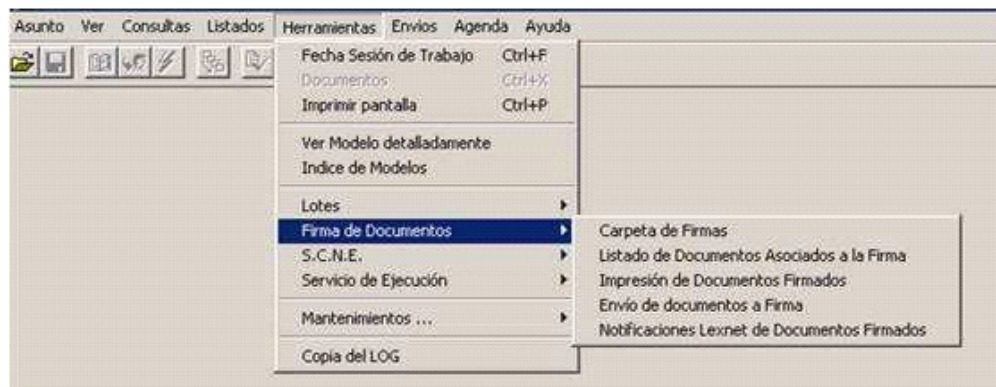 Asunto Ver Consultas Listados Herramientas Envios Agenda Ayuda
Fecha Sesión de Trabajo Ctrl+F
Documentos Ctrl+X
Imprimir pantalla Ctrl+P
Ver Modelo detalladamente
Indice de Modelos
Lotes
Firma de Documentos
S.C.N.E.
Servicio de Ejecución
Mantenimientos ...
Copia del LOG
Carpeta de Firmas
Listado de Documentos Asociados a la Firma
Impresión de Documentos Firmados
Envío de documentos a Firma
Notificaciones Lexnet de Documentos Firmados